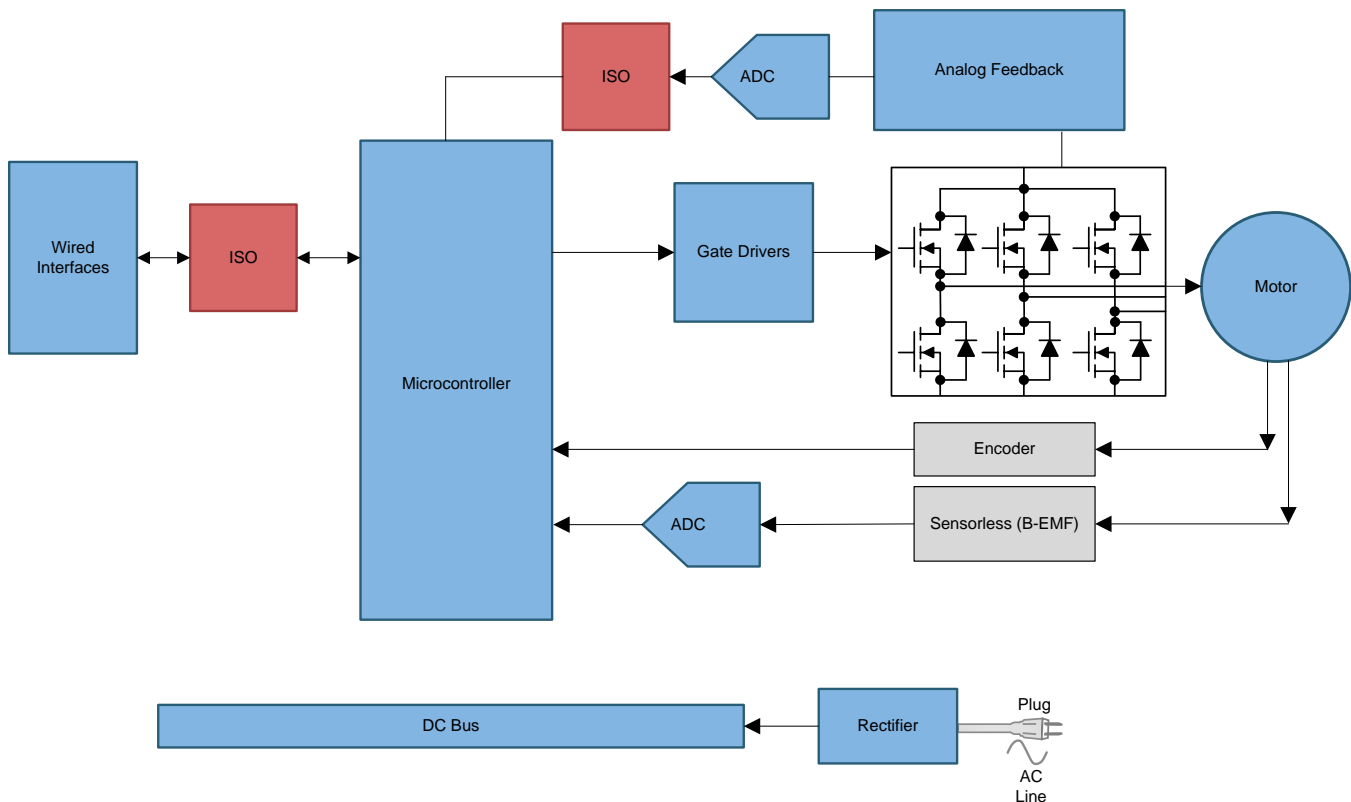 ISO
ADC
Analog Feedback
Wired
Interfaces
ISO
Microcontroller
Gate Drivers
Motor
Encoder
ADC
Sensorless (B-EMF)
DC Bus
Rectifier
Plug
AC
Line